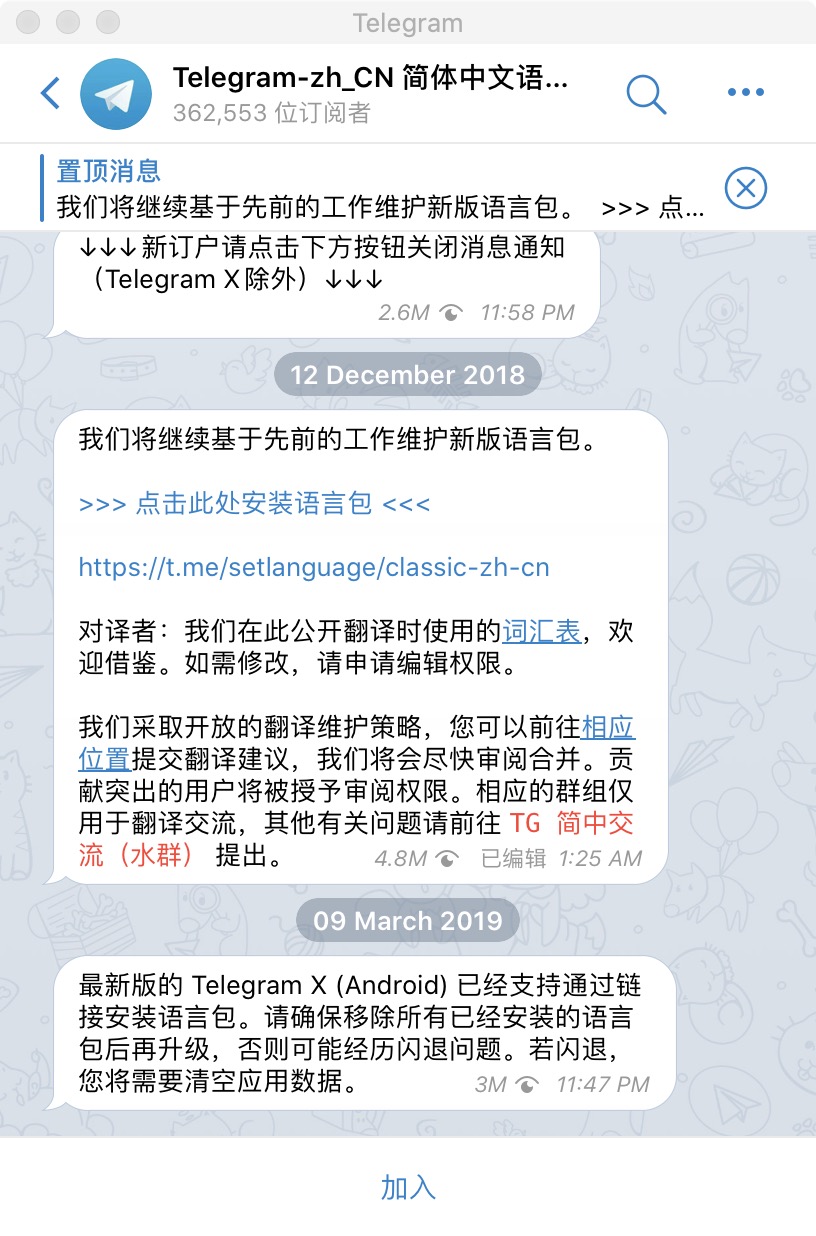 Telegram
Telegram-zh_CN 简体中文语...
362,553 位订阅者
置顶消息
我们将继续基于先前的工作维护新版语言包。 >>> 点...
↓↓↓新订户请点击下方按钮关闭消息通知
（Telegram X除外）↓↓↓
2.6M 11:58 PM
12 December 2018
我们将继续基于先前的工作维护新版语言包。
>>> 点击此处安装语言包 <<<
https://t.me/setlanguage/classic-zh-cn
对译者：我们在此公开翻译时使用的词汇表，欢
迎借鉴。如需修改，请申请编辑权限。
我们采取开放的翻译维护策略，您可以前往相应
位置提交翻译建议，我们将会尽快审阅合并。贡
献突出的用户将被授予审阅权限。相应的群组仅
用于翻译交流，其他有关问题请前往 TG 简中交
流（水群） 提出。 4.8M 已编辑 1:25 AM
09 March 2019
最新版的 Telegram X (Android) 已经支持通过链
接安装语言包。请确保移除所有已经安装的语言
包后再升级，否则可能经历闪退问题。若闪退，
您将需要清空应用数据。 3M 11:47 PM
加入